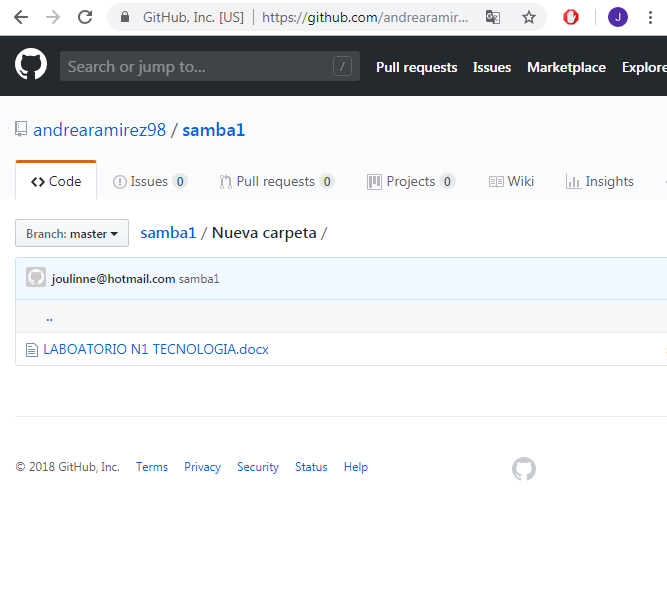 GitHub, Inc. [US] | https://github.com/andrearamir...
J
Search or jump to... /
Pull requests Issues Marketplace Explore
andrearamirez98 / samba1
Code Issues 0 Pull requests 0 Projects 0 Wiki Insights
Branch: master samba1 / Nueva carpeta /
joulinne@hotmail.com samba1
..
LABOATORIO N1 TECNOLOGIA.docx
© 2018 GitHub, Inc. Terms Privacy Security Status Help